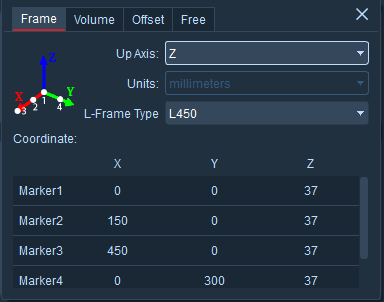 Frame Volume Offset Free
Up Axis: Z
Z
Y
X
3 2 1 4
Units: millimeters
L-Frame Type L450
Coordinate:
X Y Z
Marker1 0 0 37
Marker2 150 0 37
Marker3 450 0 37
Marker4 0 300 37